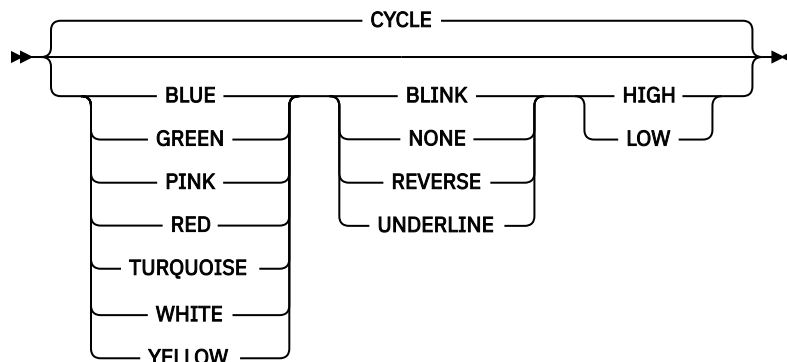 CYCLE
BLUE BLINK HIGH
GREEN NONE LOW
PINK REVERSE
RED UNDERLINE
TURQUOISE
WHITE
YELLOW